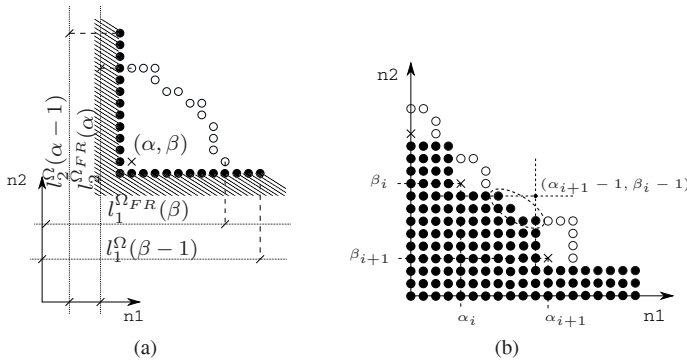 (α, β)
l_2^Ω(α − 1)
l_2^{Ω_{FR}}(α)
n2
l_1^{Ω_{FR}}(β)
l_1^Ω(β−1)
n1
(a)
n2
β_i
(α_{i+1} − 1, β_i − 1)
β_{i+1}
α_i
α_{i+1}
n1
(b)